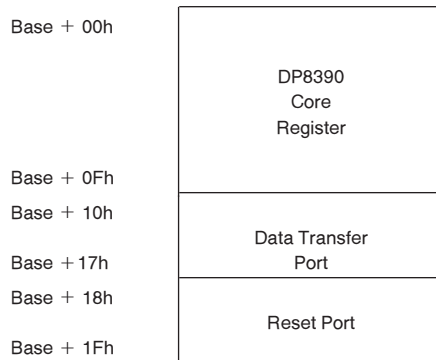 Base + 00h
DP8390
Core
Register
Base + 0Fh
Base + 10h
Data Transfer
Port
Base +17h
Base + 18h
Reset Port
Base + 1Fh